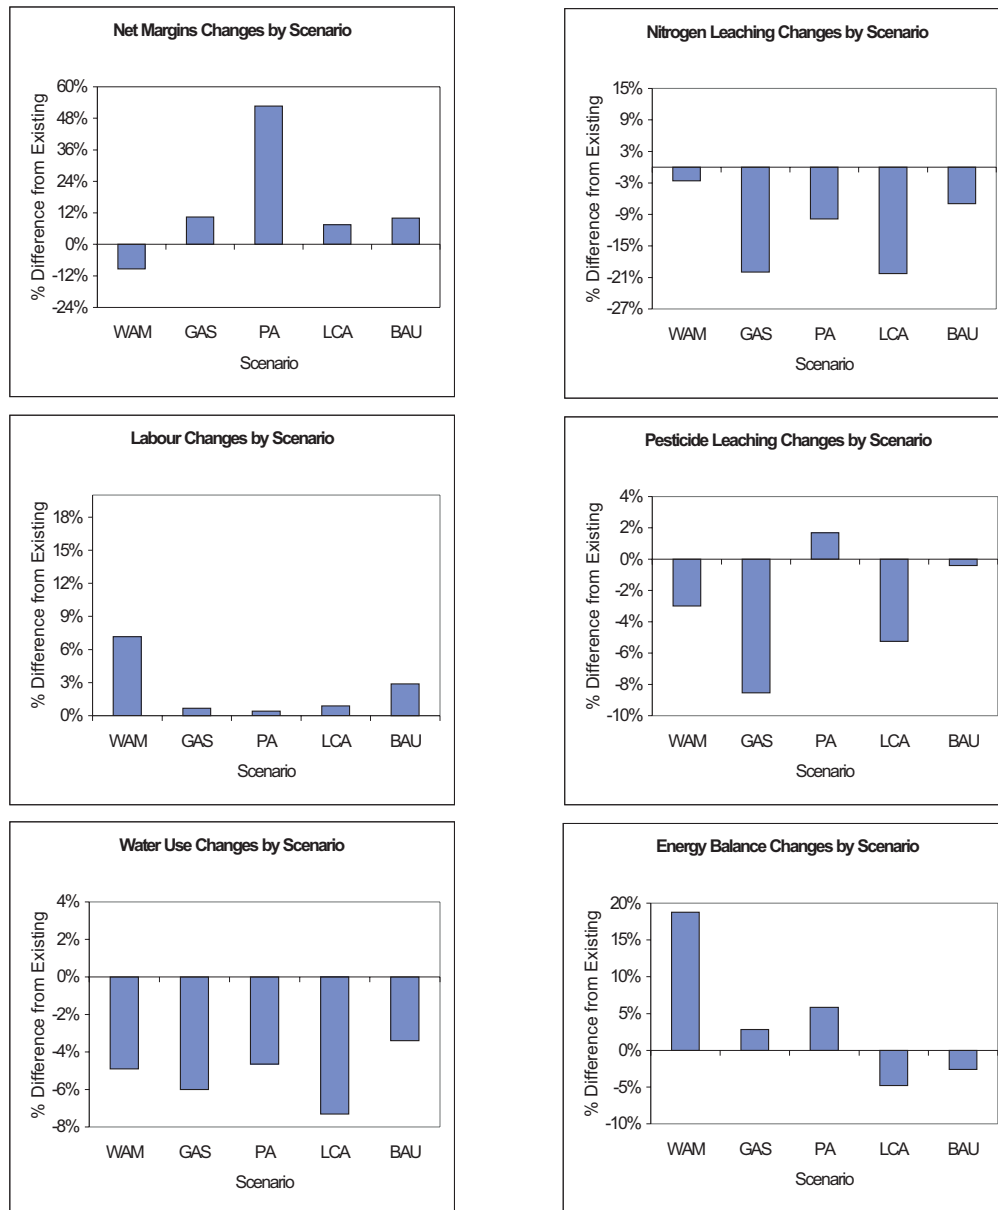 Net Margins Changes by Scenario
% Difference from Existing
60%
48%
36%
24%
12%
0%
-12%
-24%
WAM GAS PA LCA BAU
Scenario
Nitrogen Leaching Changes by Scenario
% Difference from Existing
15%
9%
3%
-3%
-9%
-15%
-21%
-27%
WAM GAS PA LCA BAU
Scenario
Labour Changes by Scenario
% Difference from Existing
18%
15%
12%
9%
6%
3%
0%
WAM GAS PA LCA BAU
Scenario
Pesticide Leaching Changes by Scenario
% Difference from Existing
4%
2%
0%
-2%
-4%
-6%
-8%
-10%
WAM GAS PA LCA BAU
Scenario
Water Use Changes by Scenario
% Difference from Existing
4%
2%
0%
-2%
-4%
-6%
-8%
WAM GAS PA LCA BAU
Scenario
Energy Balance Changes by Scenario
% Difference from Existing
20%
15%
10%
5%
0%
-5%
-10%
WAM GAS PA LCA BAU
Scenario